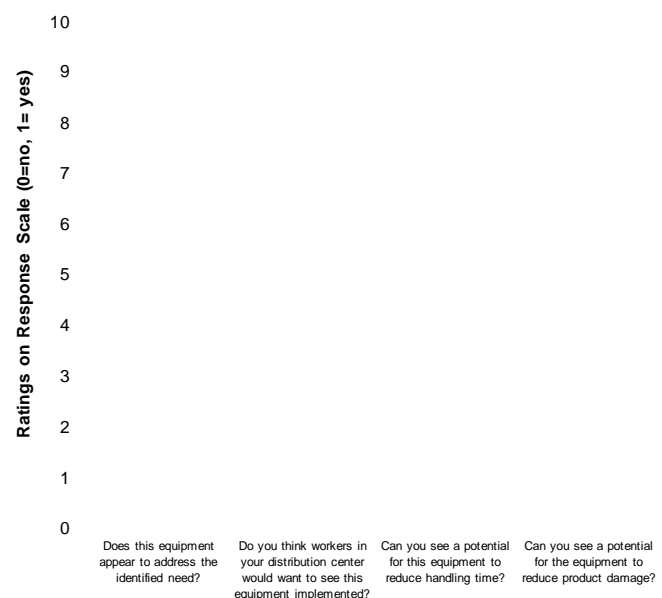 10
9
8
7
6
5
4
3
2
1
0
Ratings on Response Scale (0=no, 1= yes)
Does this equipment
appear to address the
identified need?
Do you think workers in
your distribution center
would want to see this
equipment implemented?
Can you see a potential
for this equipment to
reduce handling time?
Can you see a potential
for the equipment to
reduce product damage?